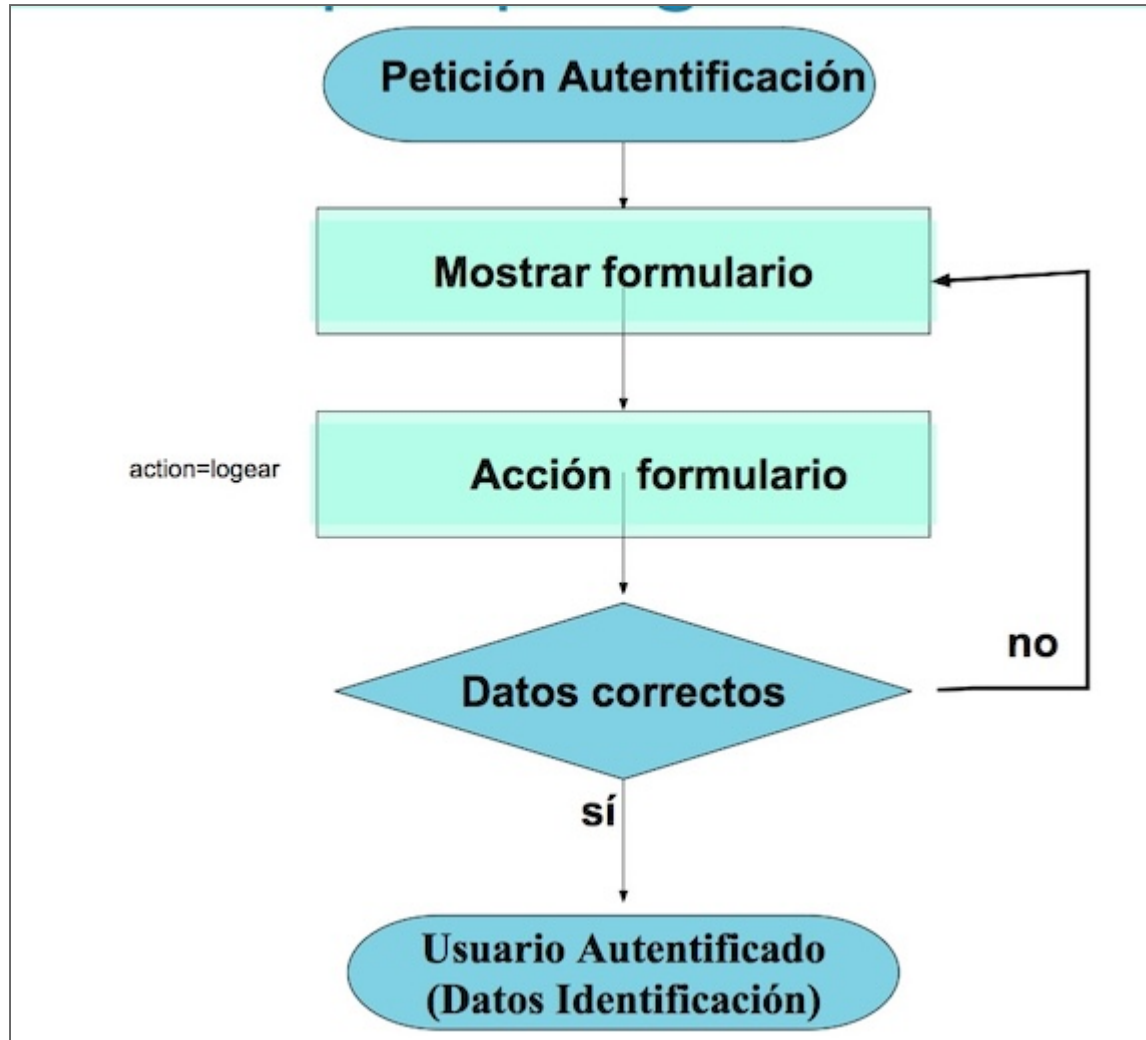 Petición Autentificación
Mostrar formulario
action=logear
Acción formulario
Datos correctos
no
sí
Usuario Autentificado
(Datos Identificación)